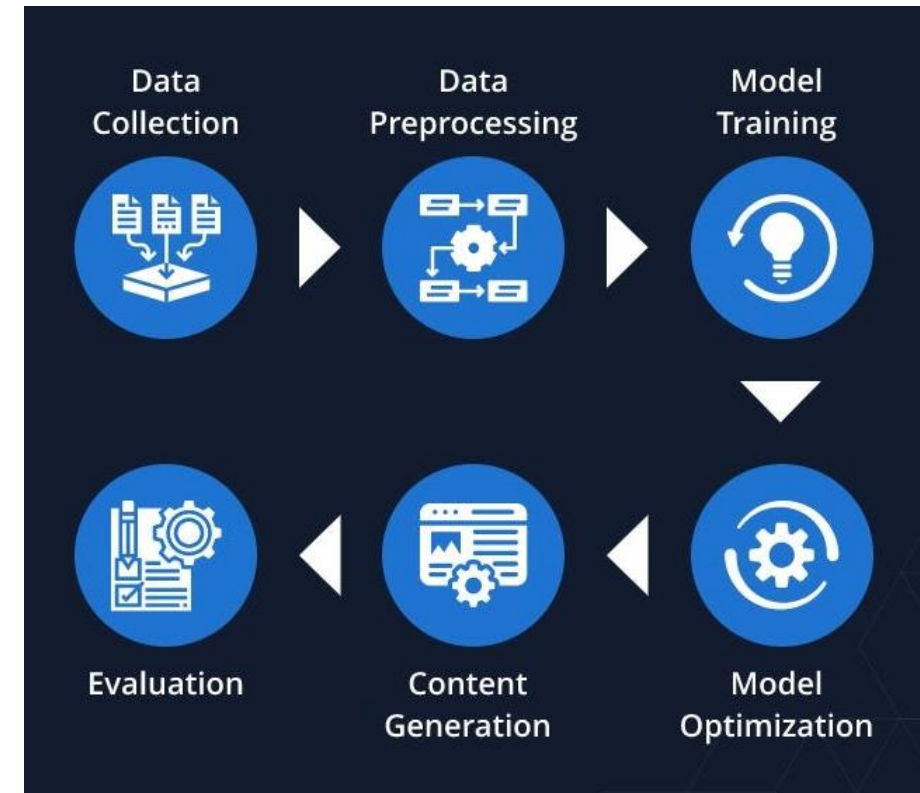 Data
Collection
Data
Preprocessing
Model
Training
Evaluation
Content
Generation
Model
Optimization